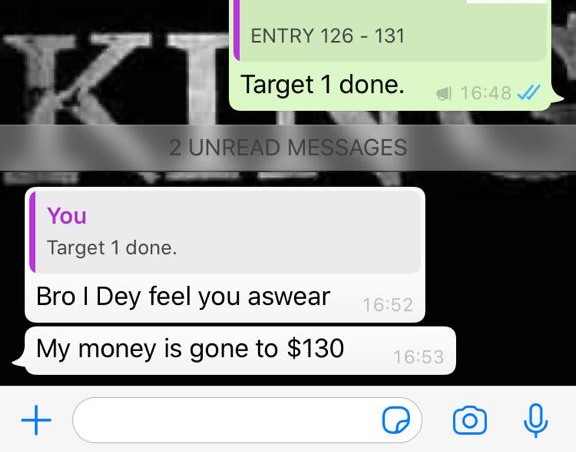 ENTRY 126 - 131
Target 1 done.
16:48
2 UNREAD MESSAGES
You
Target 1 done.
Bro I Dey feel you aswear
16:52
My money is gone to $130
16:53